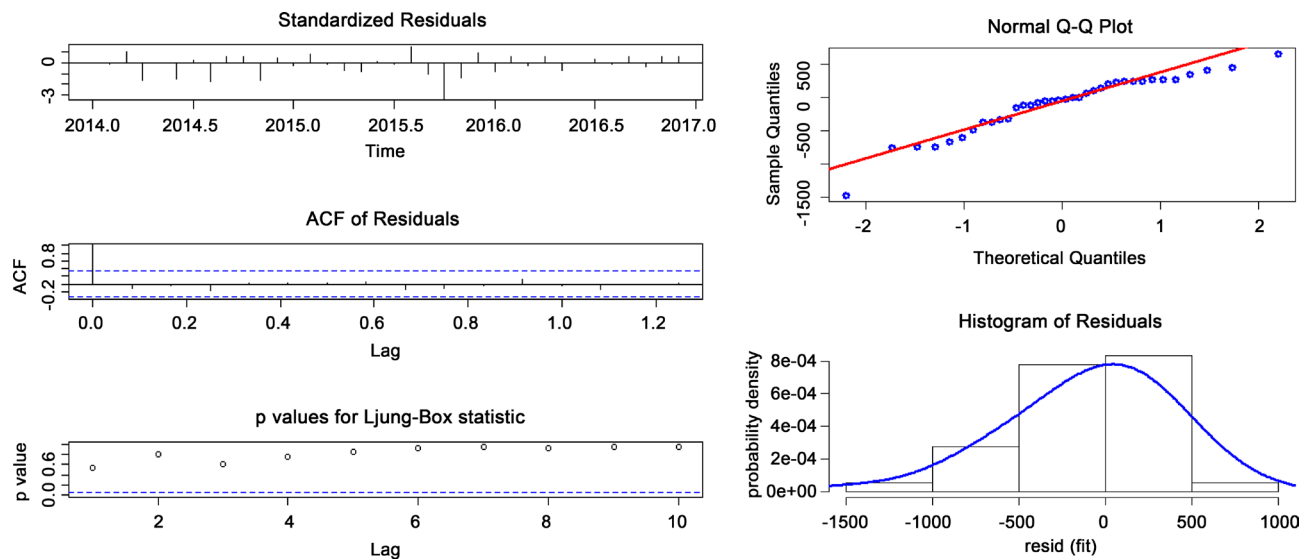 Standardized Residuals
0
-3
2014.0 2014.5 2015.0 2015.5 2016.0 2016.5 2017.0
Time
ACF of Residuals
ACF
0.8
-0.2
0.0 0.2 0.4 0.6 0.8 1.0 1.2
Lag
p values for Ljung-Box statistic
p value
0.6
0.0
2 4 6 8 10
Lag
Normal Q-Q Plot
Sample Quantiles
500
0
-500
-1500
-2 -1 0 1 2
Theoretical Quantiles
Histogram of Residuals
probability density
8e-04
6e-04
4e-04
2e-04
0e+00
-1500 -1000 -500 0 500 1000
resid (fit)